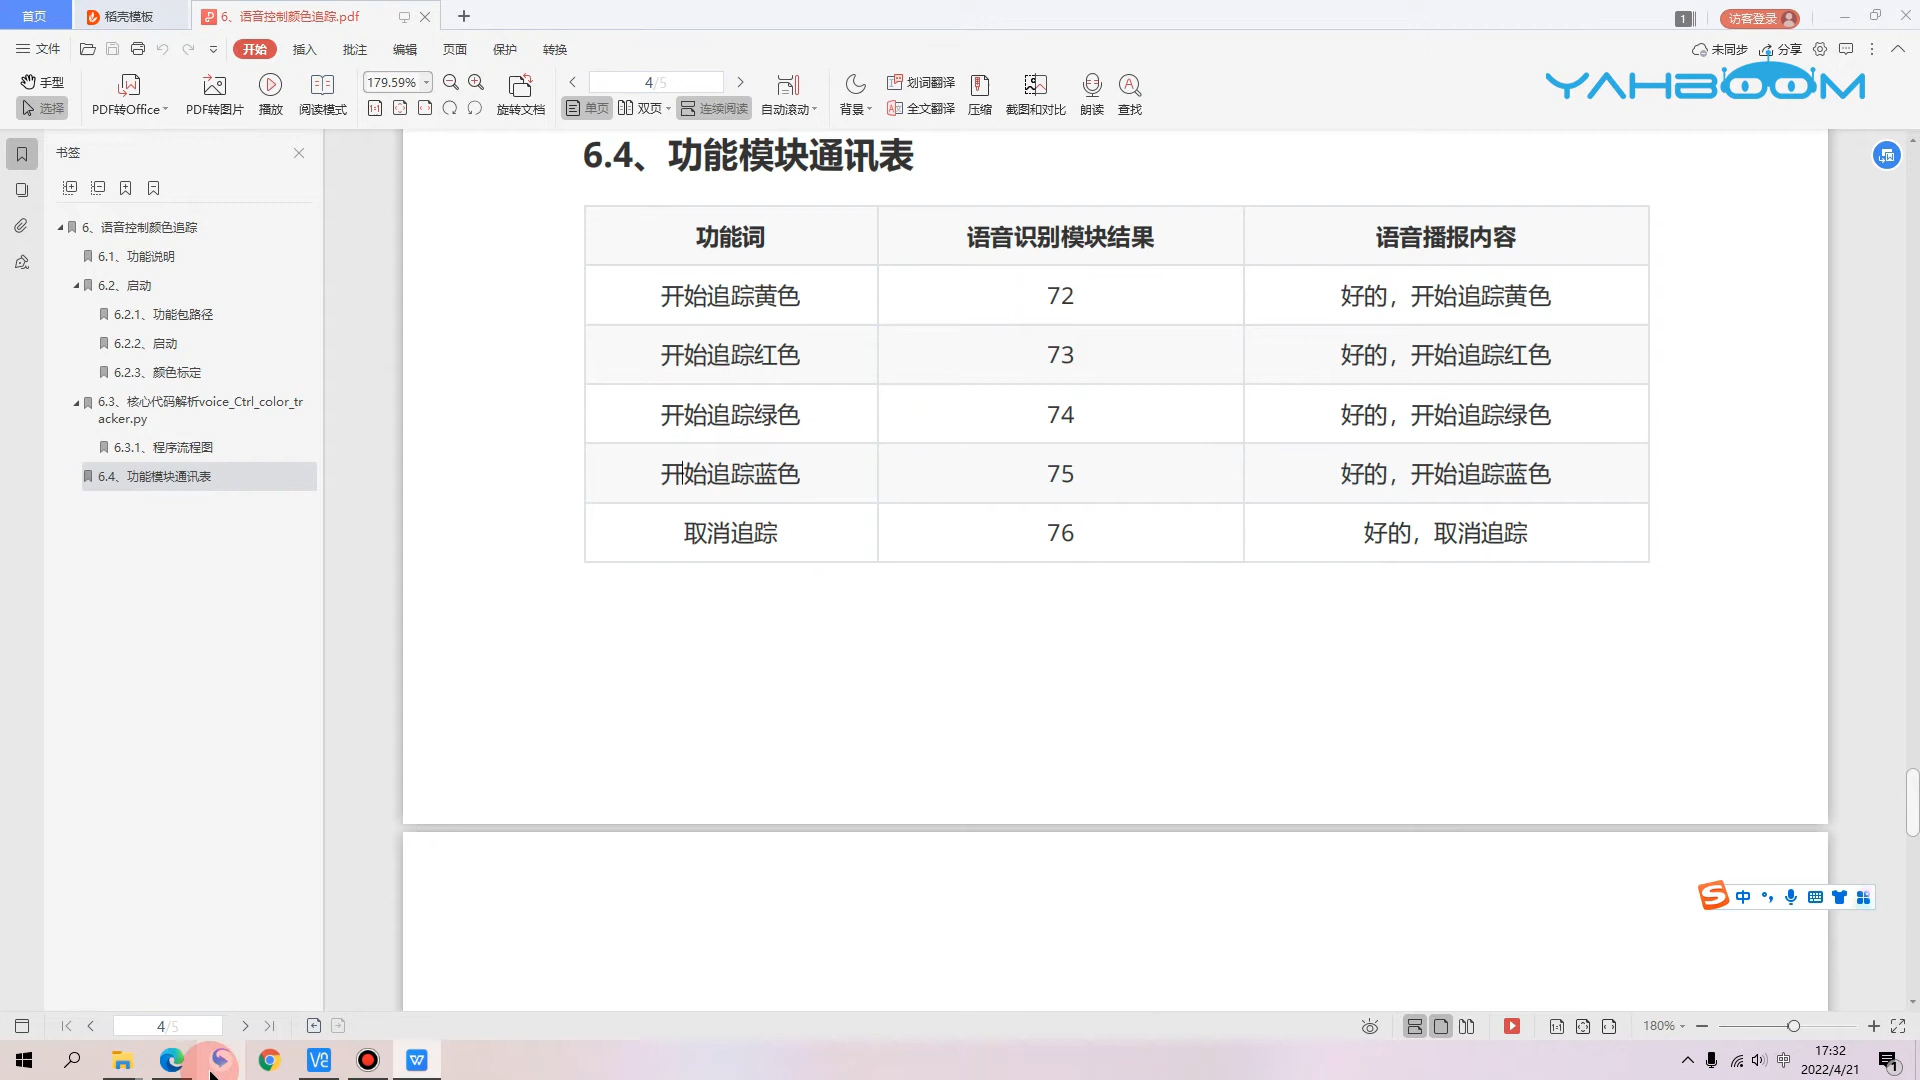 首页
稻壳模板
6、语音控制颜色追踪.pdf
1
访客登录
文件
开始
插入
批注
编辑
页面
保护
转换
未同步
分享
手型
选择
PDF转Office
PDF转图片
播放
阅读模式
179.59%
旋转文档
4/5
单页
双页
连续阅读
自动滚动
背景
划词翻译
全文翻译
压缩
截图和对比
朗读
查找
YAHBOOM
书签
6、语音控制颜色追踪
6.1、功能说明
6.2、启动
6.2.1、功能包路径
6.2.2、启动
6.2.3、颜色标定
6.3、核心代码解析voice_Ctrl_color_tr
acker.py
6.3.1、程序流程图
6.4、功能模块通讯表
6.4、功能模块通讯表
功能词 语音识别模块结果 语音播报内容
开始追踪黄色 72 好的，开始追踪黄色
开始追踪红色 73 好的，开始追踪红色
开始追踪绿色 74 好的，开始追踪绿色
开始追踪蓝色 75 好的，开始追踪蓝色
取消追踪 76 好的，取消追踪
中
4/5
180%
中
17:32
2022/4/21
1